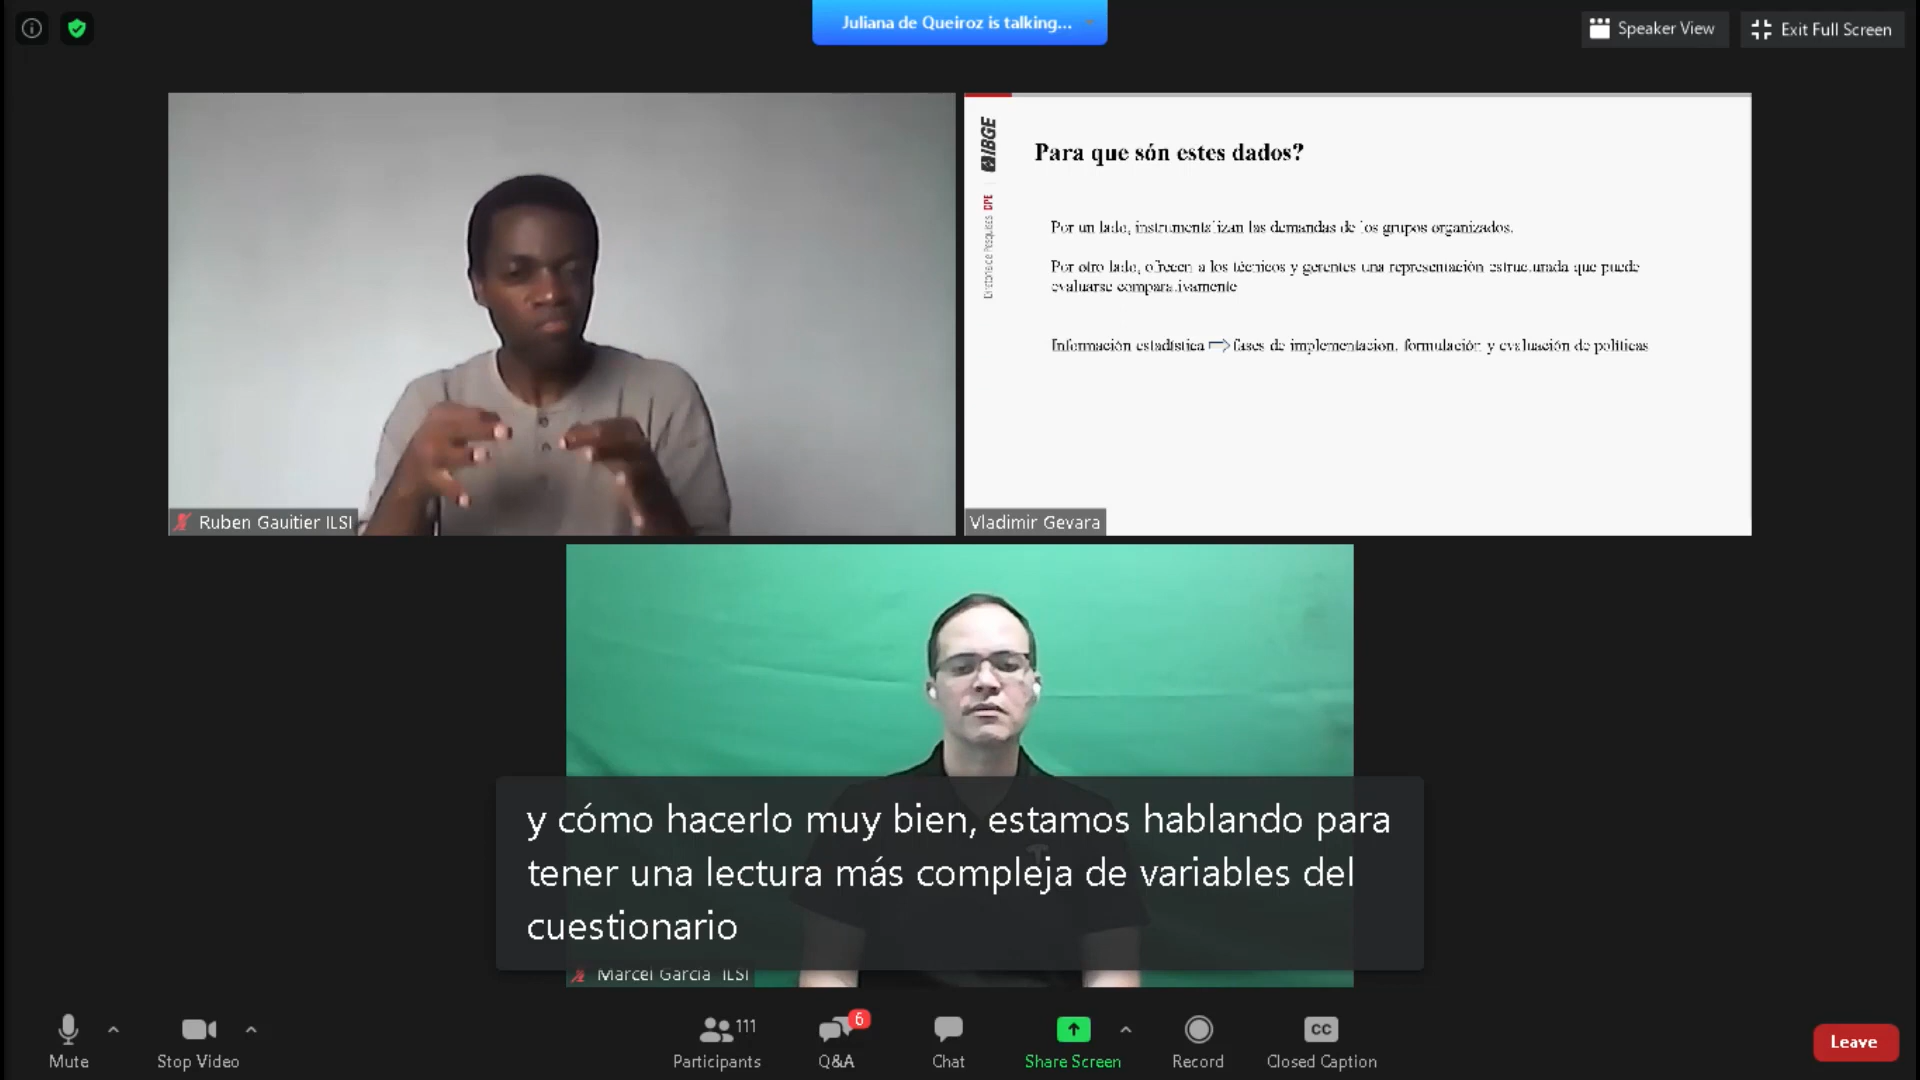 Juliana de Queiroz is talking...
Speaker View
Exit Full Screen
IBGE
DPE
Para que són estes dados?
Por un lado, instrumentalizan las demandas de los grupos organizados.
Por otro lado, ofrecen a los técnicos y gerentes una representación estructurada que puede
evaluarse comparativamente
Información estadística fases de implementacion, formulación y evaluación de políticas
Ruben Gauitier ILSI
Vladimir Gevara
y cómo hacerlo muy bien, estamos hablando para
tener una lectura más compleja de variables del
cuestionario
Marcel Garcia ILSI
111
6
CC
Mute
Stop Video
Participants
Q&A
Chat
Share Screen
Record
Closed Caption
Leave